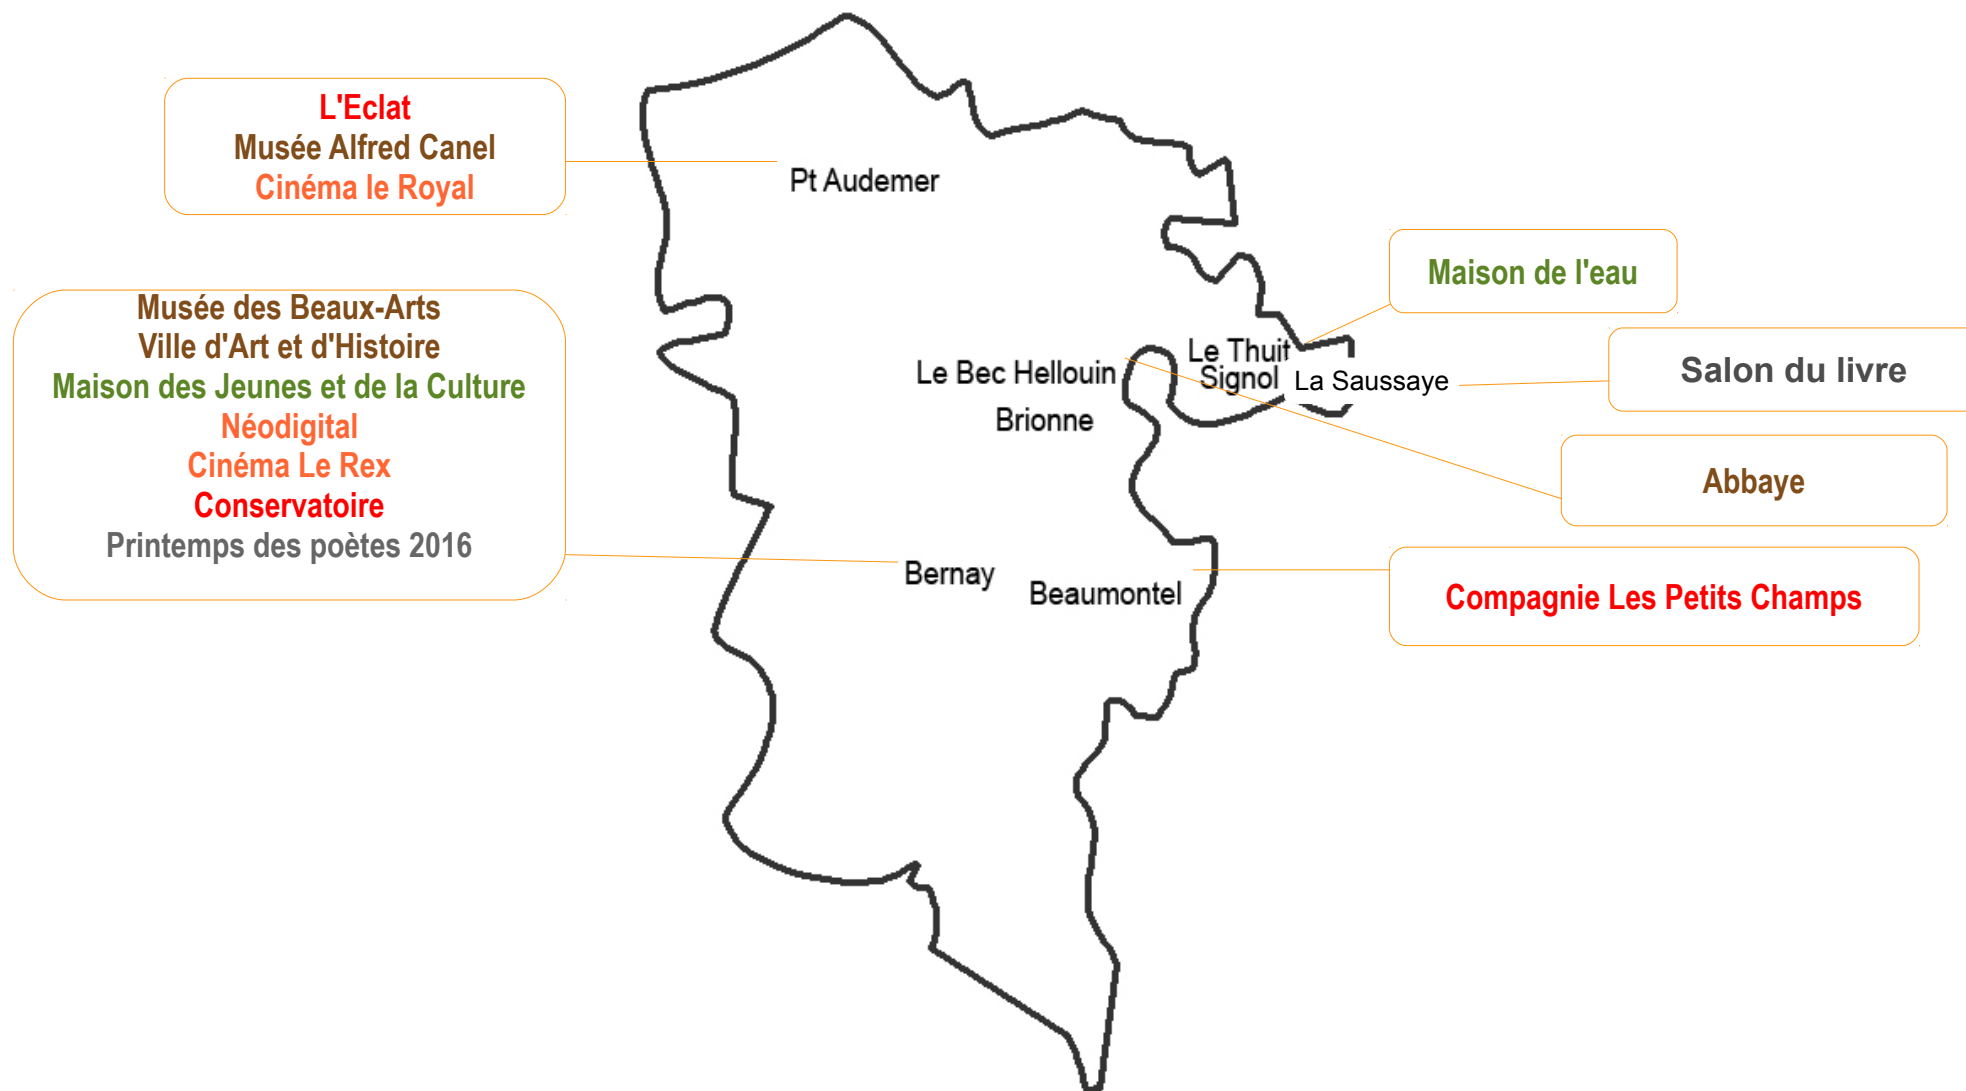 L'Eclat
Musée Alfred Canel
Cinéma le Royal
Pt Audemer
Maison de l'eau
Musée des Beaux-Arts
Ville d'Art et d'Histoire
Maison des Jeunes et de la Culture
Néodigital
Cinéma Le Rex
Conservatoire
Printemps des poètes 2016
Le Bec Hellouin
Brionne
Le Thuit
Signol
La Saussaye
Salon du livre
Abbaye
Bernay
Beaumontel
Compagnie Les Petits Champs